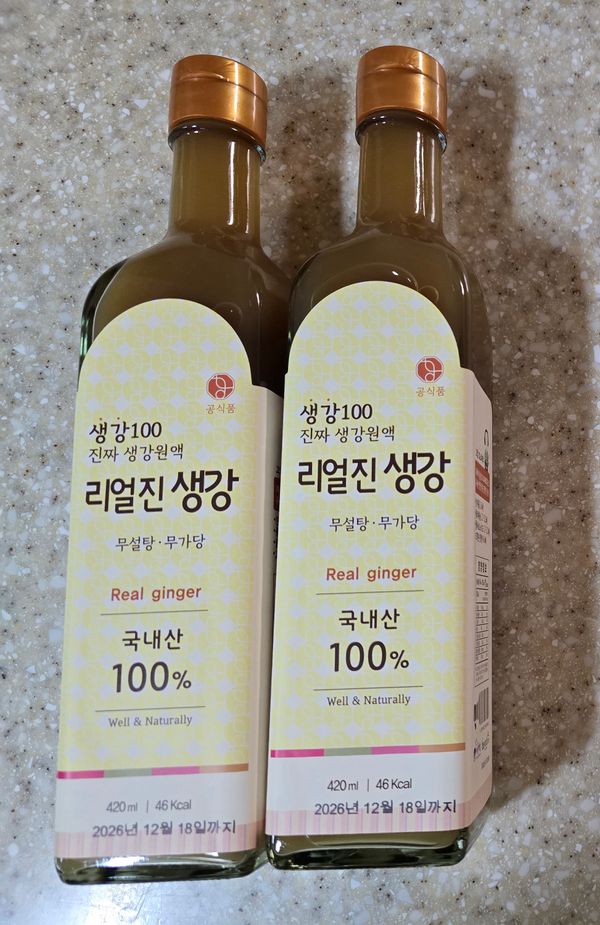 공식품
생강100
진짜 생강원액
리얼진 생강
무설탕·무가당
Real ginger
국내산
100%
Well & Naturally
420ml | 46Kcal
2026년 12월 18일까지
공식품
생강100
진짜 생강원액
리얼진 생강
무설탕·무가당
Real ginger
국내산
100%
Well & Naturally
420ml | 46Kcal
2026년 12월 18일까지